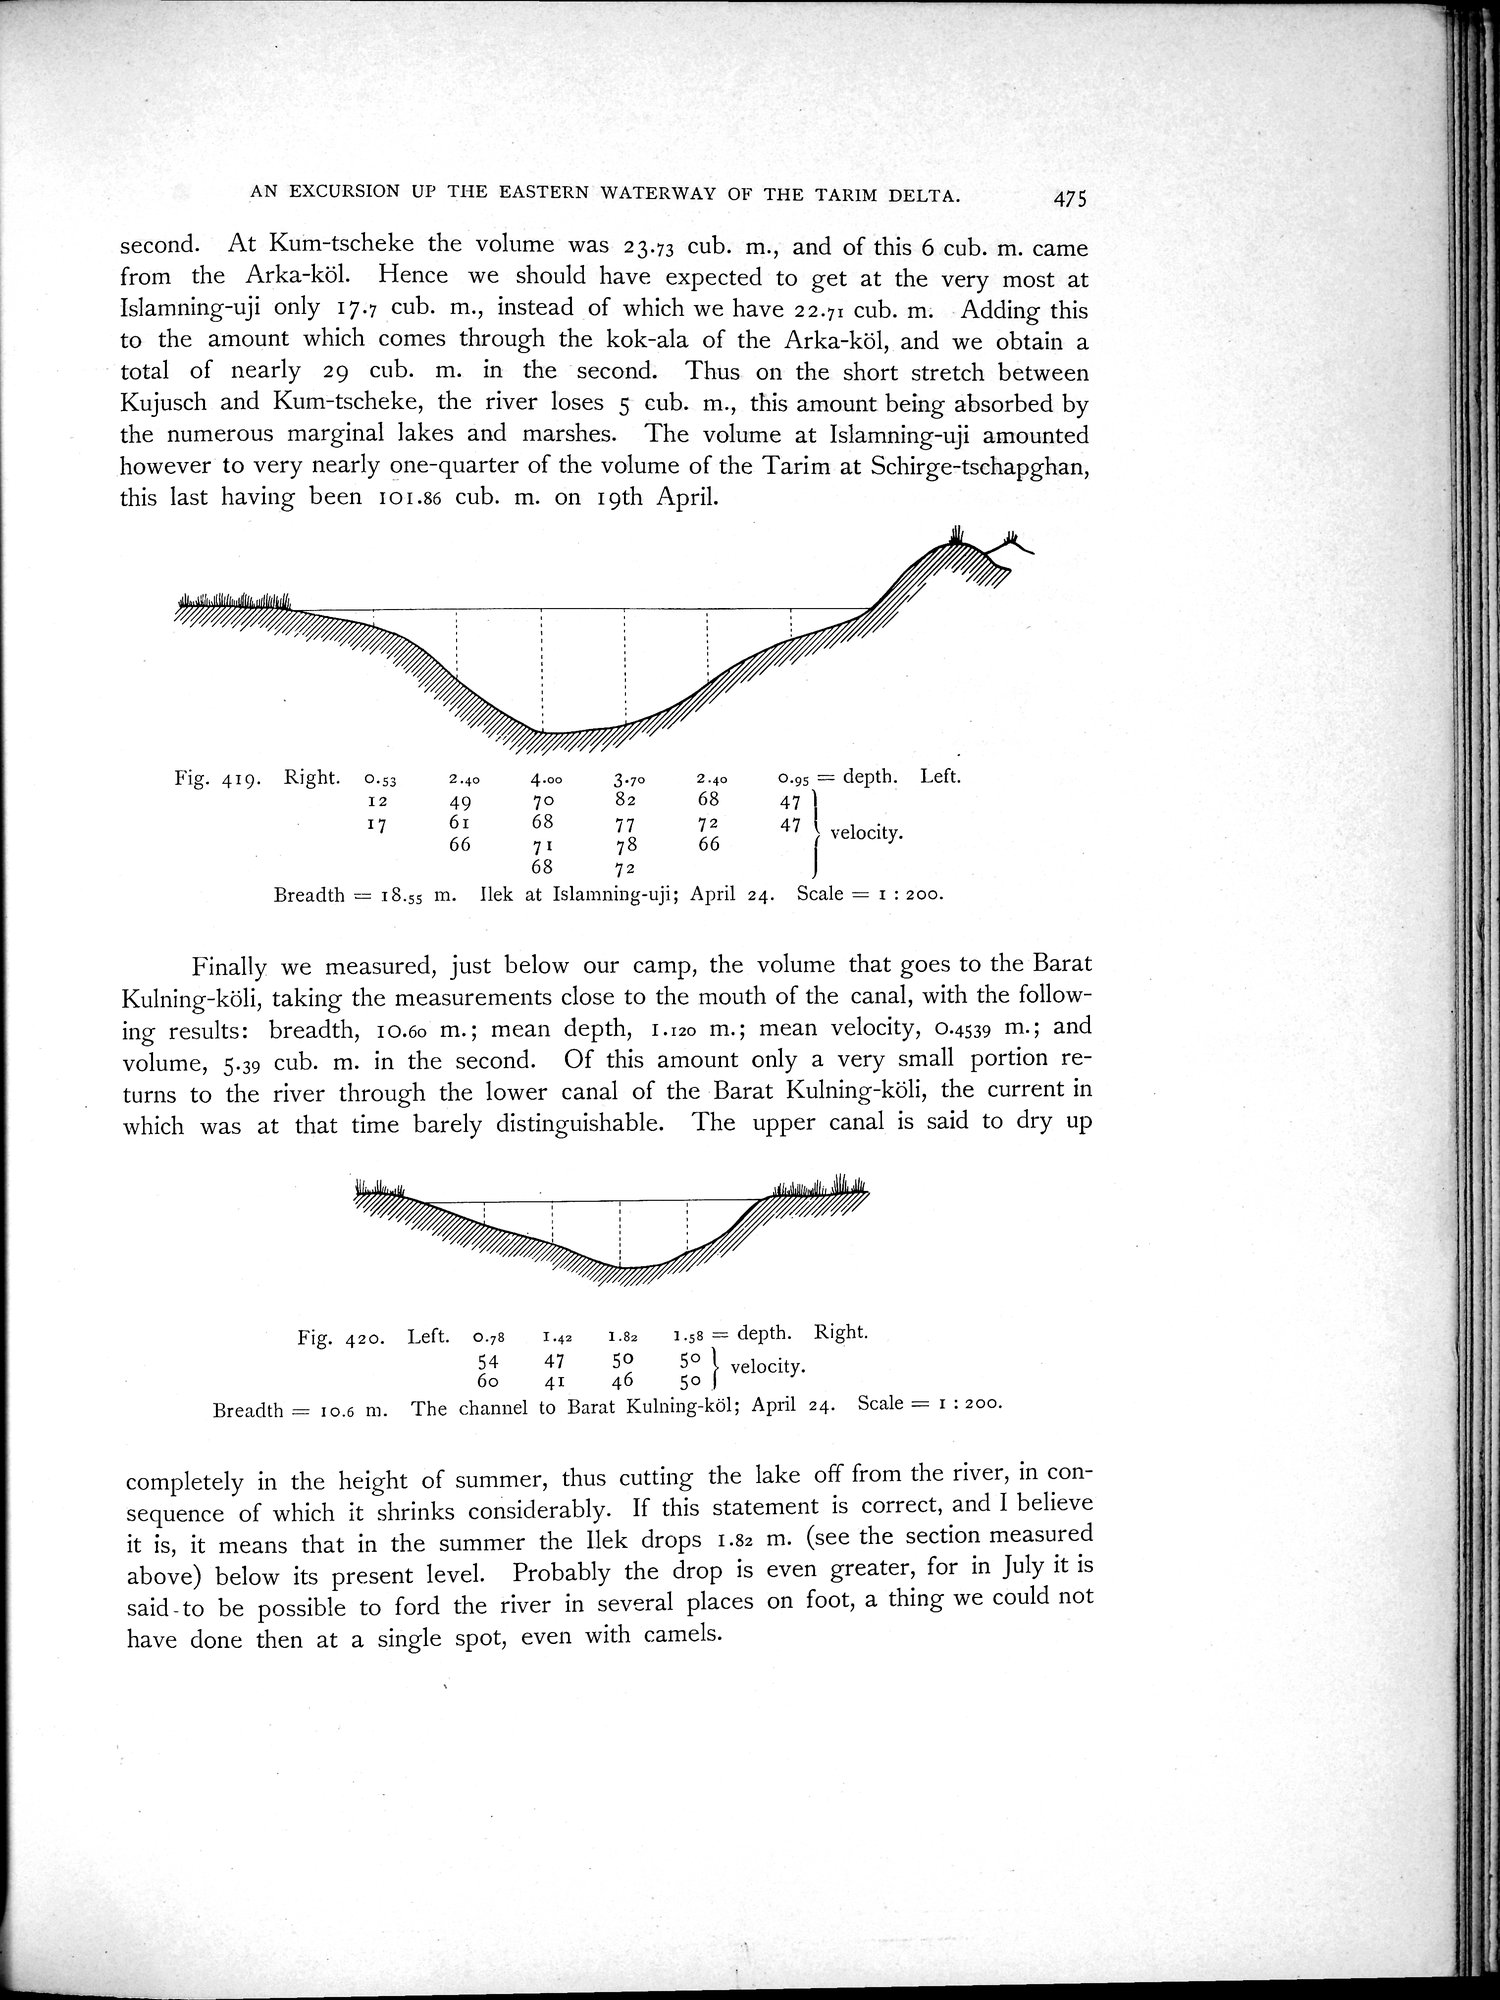 AN EXCURSION UP THE EASTERN WATERWAY OF THE TARIM DELTA. 475
second. At Kum-tscheke the volume was 23.73 cub. m., and of this 6 cub. m. came
from the Arka-köl. Hence we should have expected to get at the very most at
Islamning-uji only 17.7 cub. m., instead of which we have 22.71 cub. m. Adding this
to the amount which comes through the kok-ala of the Arka-köl, and we obtain a
total of nearly 29 cub. m. in the second. Thus on the short stretch between
Kujusch and Kum-tscheke, the river loses 5 cub. m., this amount being absorbed by
the numerous marginal lakes and marshes. The volume at Islamning-uji amounted
however to very nearly one-quarter of the volume of the Tarim at Schirge-tschapghan,
this last having been 101.86 cub. m. on 19th April.
Fig. 419. Right. 0.53 2.40 4.00 3.70 2.40 0.95 = depth. Left.
12 49 70 82 68 47
17 61 68 77 72 47 velocity.
66 71 78 66
68 72
Breadth = 18.55 m. Ilek at Islamning-uji; April 24. Scale = 1 : 200.
Finally we measured, just below our camp, the volume that goes to the Barat
Kulning-köli, taking the measurements close to the mouth of the canal, with the follow-
ing results: breadth, 10.60 m.; mean depth, 1.120 m.; mean velocity, 0.4539 m.; and
volume, 5.39 cub. m. in the second. Of this amount only a very small portion re-
turns to the river through the lower canal of the Barat Kulning-köli, the current in
which was at that time barely distinguishable. The upper canal is said to dry up
Fig. 420. Left. 0.78 1.42 1.82 1.58 = depth. Right.
54 47 50 50 velocity.
60 41 46 50
Breadth = 10.6 m. The channel to Barat Kulning-köl; April 24. Scale = 1 : 200.
completely in the height of summer, thus cutting the lake off from the river, in con-
sequence of which it shrinks considerably. If this statement is correct, and I believe
it is, it means that in the summer the Ilek drops 1.82 m. (see the section measured
above) below its present level. Probably the drop is even greater, for in July it is
said to be possible to ford the river in several places on foot, a thing we could not
have done then at a single spot, even with camels.